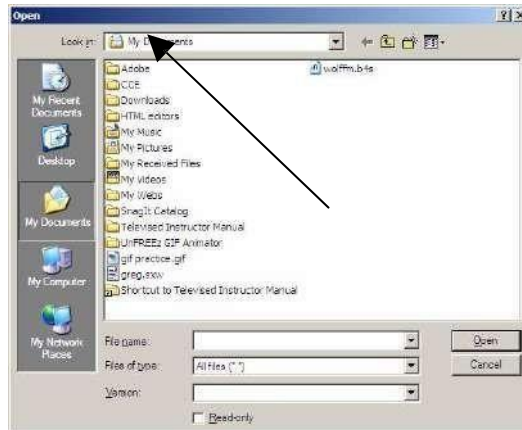 Open
Look in: My Documents
My Recent Documents
Desktop
My Documents
My Computer
My Network Places
Adobe
CCE
Downloads
HTML editors
My Music
My Pictures
My Received Files
My Videos
My Webs
SnagIt Catalog
Televised Instructor Manual
UnFREEz GIF Animator
gif practice.gif
greg.sxw
Shortcut to Televised Instructor Manual
wolffm.b4s
File name:
Open
Files of type: All files (*.*)
Cancel
Version:
Read-only